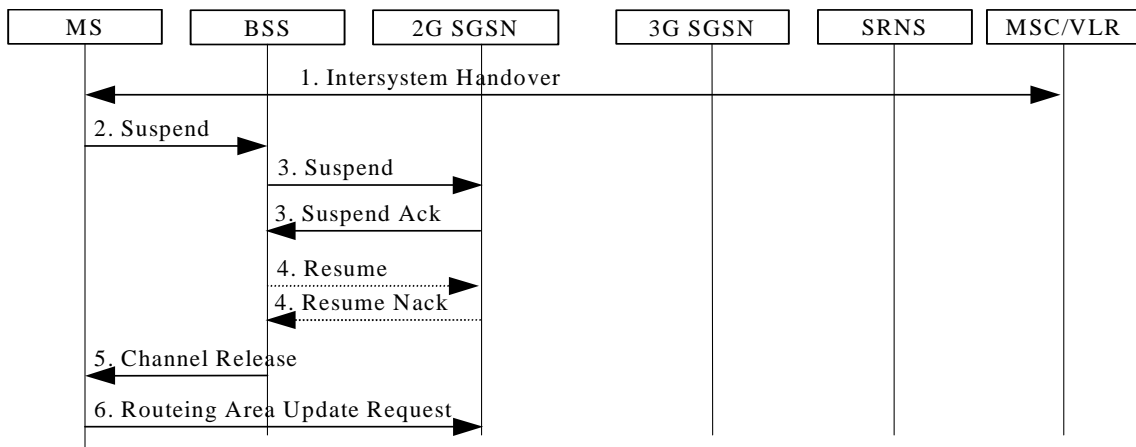 MS BSS 2G SGSN 3G SGSN SRNS MSC/VLR
1. Intersystem Handover
2. Suspend
3. Suspend
3. Suspend Ack
4. Resume
4. Resume Nack
5. Channel Release
6. Routeing Area Update Request